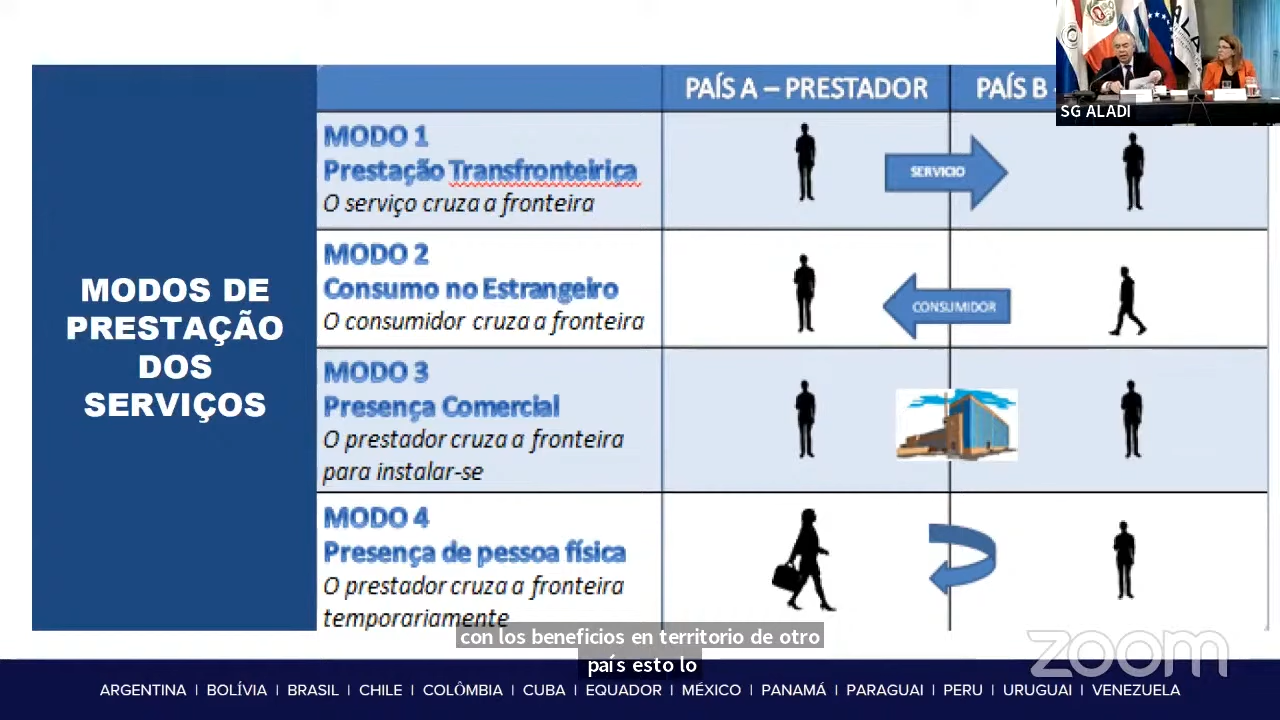 PAÍS A – PRESTADOR
PAÍS B -
SG ALADI
MODOS DE
PRESTAÇÃO
DOS
SERVIÇOS
MODO 1
Prestação Transfronteirica
O serviço cruza a fronteira
SERVICIO
MODO 2
Consumo no Estrangeiro
O consumidor cruza a fronteira
CONSUMIDOR
MODO 3
Presença Comercial
O prestador cruza a fronteira
para instalar-se
MODO 4
Presença de pessoa física
O prestador cruza a fronteira
temporariamente
con los beneficios en territorio de otro
país esto lo
zoom
ARGENTINA | BOLÍVIA | BRASIL | CHILE | COLÔMBIA | CUBA | EQUADOR | MÉXICO | PANAMÁ | PARAGUAI | PERU | URUGUAI | VENEZUELA